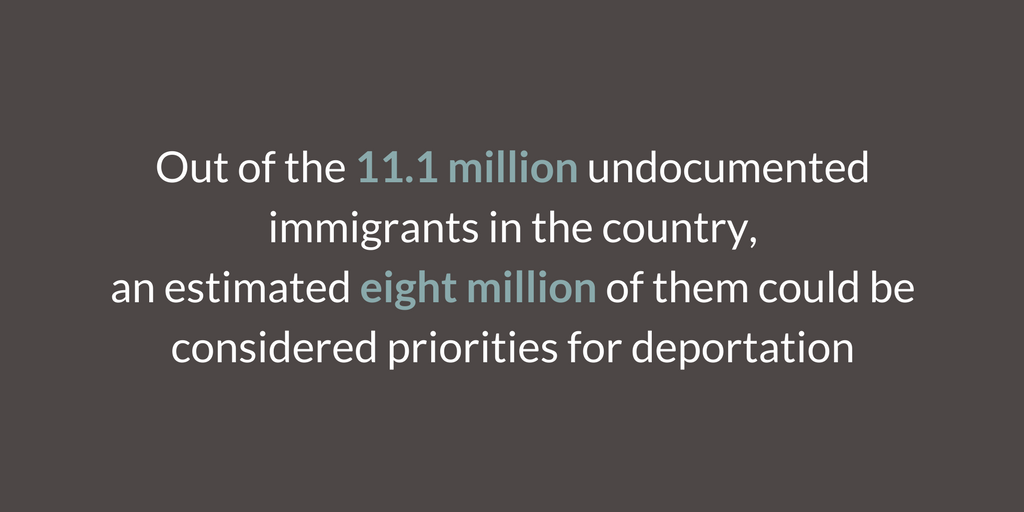 Out of the 11.1 million undocumented
immigrants in the country,
an estimated eight million of them could be
considered priorities for deportation